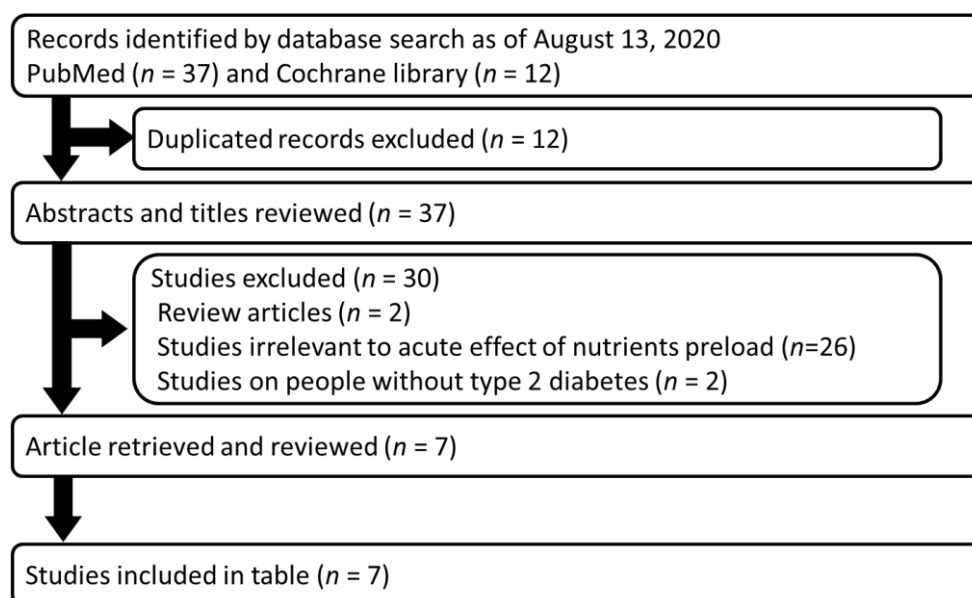 Records identified by database search as of August 13, 2020
PubMed (n = 37) and Cochrane library (n = 12)
Duplicated records excluded (n = 12)
Abstracts and titles reviewed (n = 37)
Studies excluded (n = 30)
Review articles (n = 2)
Studies irrelevant to acute effect of nutrients preload (n=26)
Studies on people without type 2 diabetes (n = 2)
Article retrieved and reviewed (n = 7)
Studies included in table (n = 7)